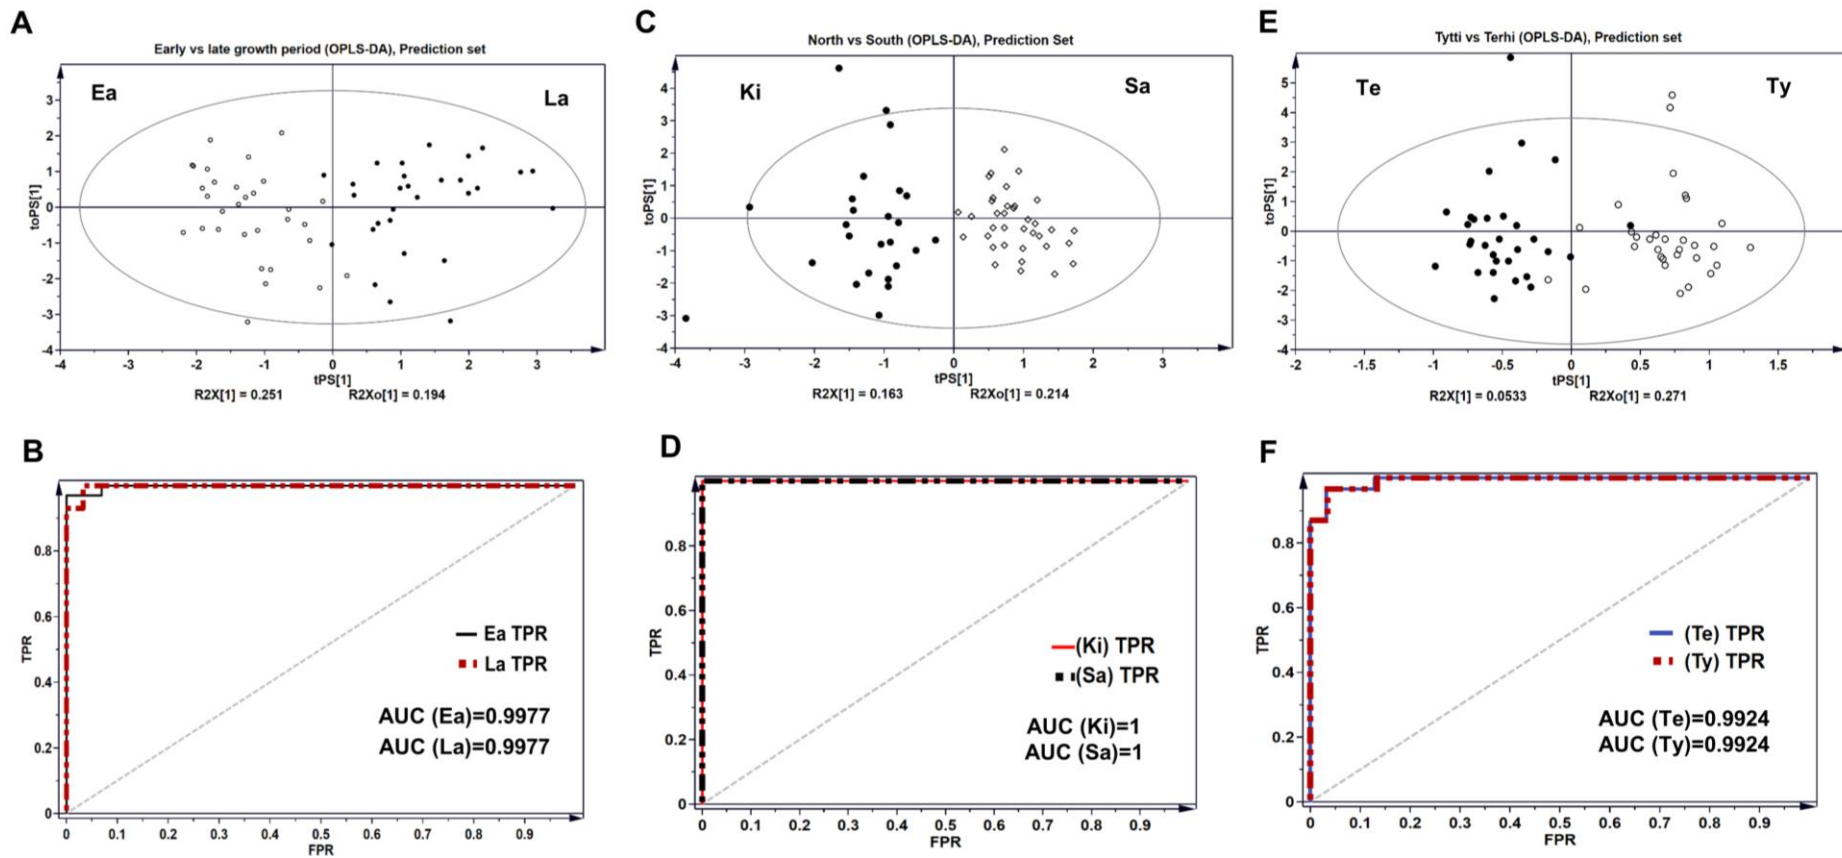 A
Early vs late growth period (OPLS-DA), Prediction set
Ea
La
3
2
1
0
-1
-2
-3
-4
toPS[1]
-4 -3 -2 -1 0 1 2 3
tPS[1]
R2X[1] = 0.251 R2Xo[1] = 0.194
C
North vs South (OPLS-DA), Prediction Set
Ki
Sa
4
3
2
1
0
-1
-2
-3
-4
toPS[1]
-4 -3 -2 -1 0 1 2 3
tPS[1]
R2X[1] = 0.163 R2Xo[1] = 0.214
E
Tytti vs Terhi (OPLS-DA), Prediction set
Te
Ty
5
4
3
2
1
0
-1
-2
-3
-4
toPS[1]
-2 -1.5 -1 -0.5 0 0.5 1 1.5
tPS[1]
R2X[1] = 0.0533 R2Xo[1] = 0.271
B
0.8
0.6
0.4
0.2
0
TPR
Ea TPR
La TPR
AUC (Ea)=0.9977
AUC (La)=0.9977
0 0.1 0.2 0.3 0.4 0.5 0.6 0.7 0.8 0.9
FPR
D
0.8
0.6
0.4
0.2
0
TPR
(Ki) TPR
(Sa) TPR
AUC (Ki)=1
AUC (Sa)=1
0 0.1 0.2 0.3 0.4 0.5 0.6 0.7 0.8 0.9
FPR
F
0.8
0.6
0.4
0.2
0
TPR
(Te) TPR
(Ty) TPR
AUC (Te)=0.9924
AUC (Ty)=0.9924
0 0.1 0.2 0.3 0.4 0.5 0.6 0.7 0.8 0.9
FPR